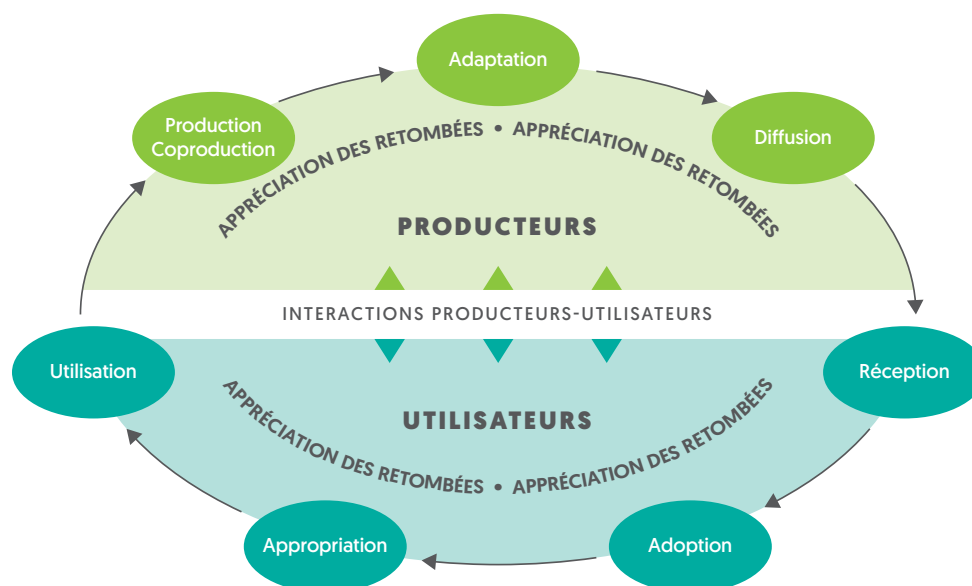 Adaptation
Production
Coproduction
Diffusion
APPRÉCIATION DES RETOMBÉES • APPRÉCIATION DES RETOMBÉES
PRODUCTEURS
INTERACTIONS PRODUCTEURS-UTILISATEURS
Utilisation
Réception
UTILISATEURS
APPRÉCIATION DES RETOMBÉES • APPRÉCIATION DES RETOMBÉES
Appropriation
Adoption